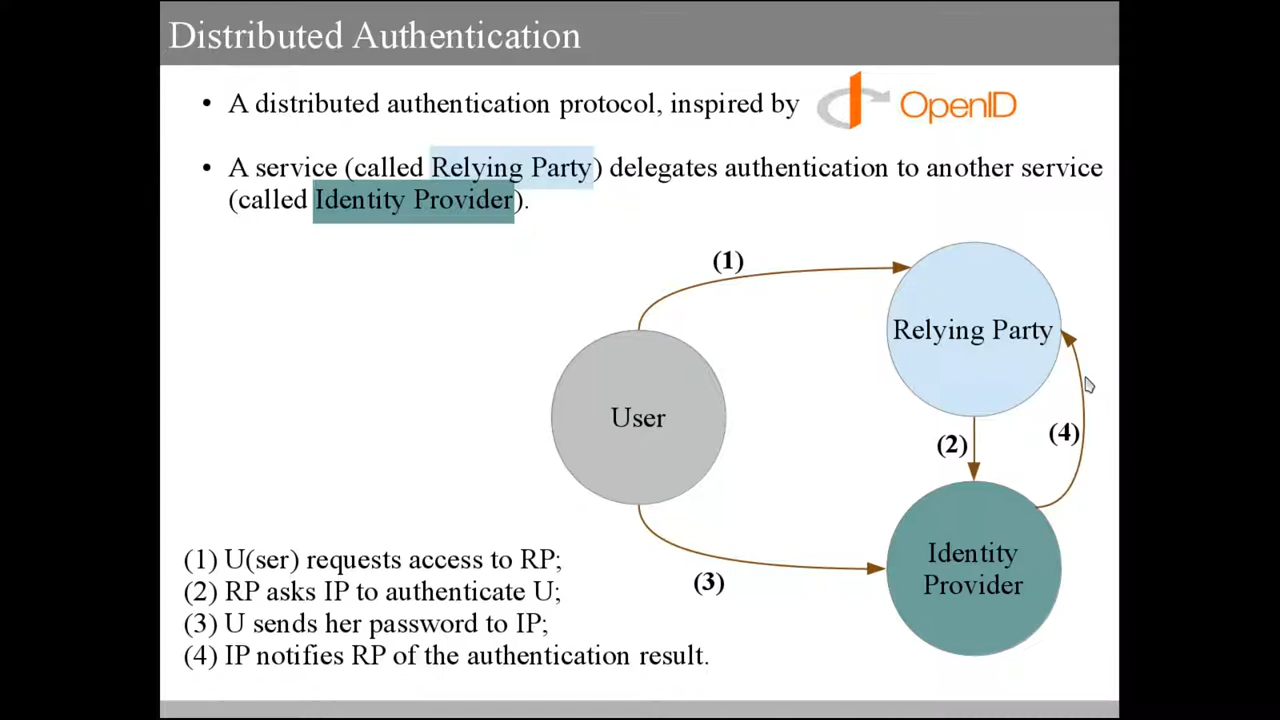 Distributed Authentication
• A distributed authentication protocol, inspired by OpenID
• A service (called Relying Party) delegates authentication to another service
(called Identity Provider).
(1)
Relying Party
User
(2)
(4)
Identity
Provider
(3)
(1) U(ser) requests access to RP;
(2) RP asks IP to authenticate U;
(3) U sends her password to IP;
(4) IP notifies RP of the authentication result.